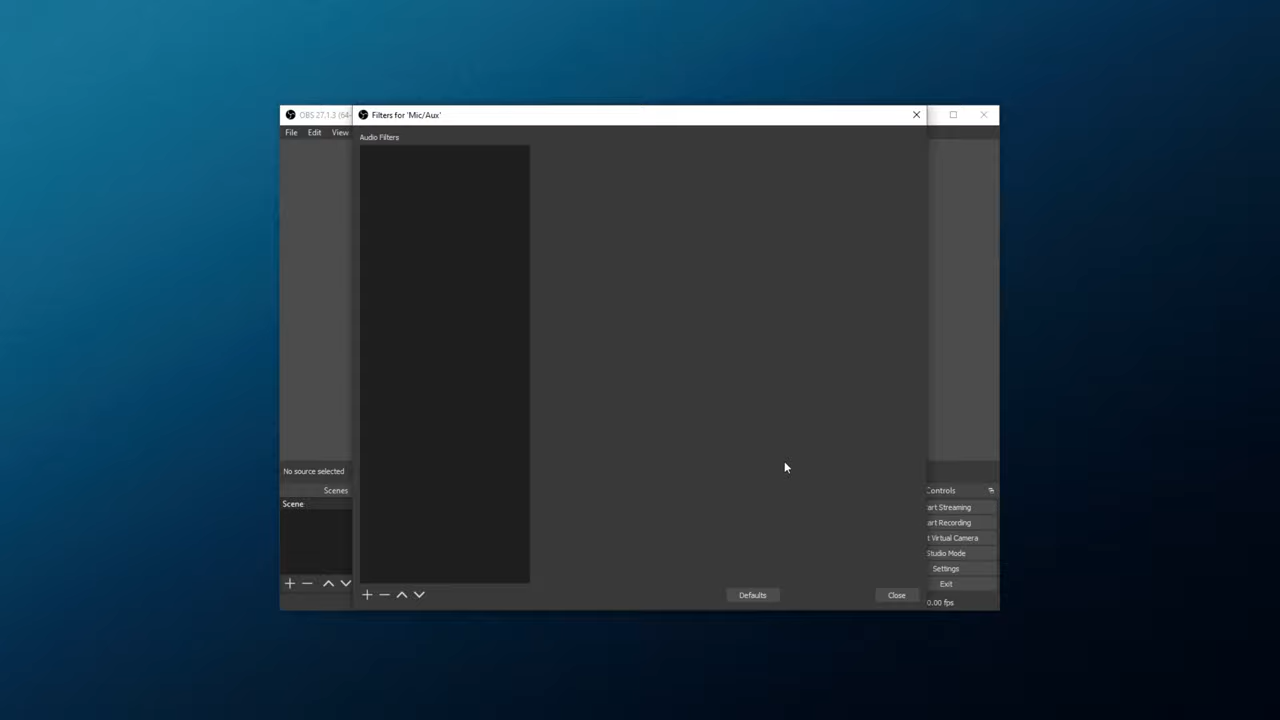 OBS 27.1.3 (64-
Filters for 'Mic/Aux'
File Edit View
Audio Filters
No source selected
Scenes
Controls
Scene
art Streaming
art Recording
t Virtual Camera
Studio Mode
Settings
Exit
Defaults
Close
0.00 fps